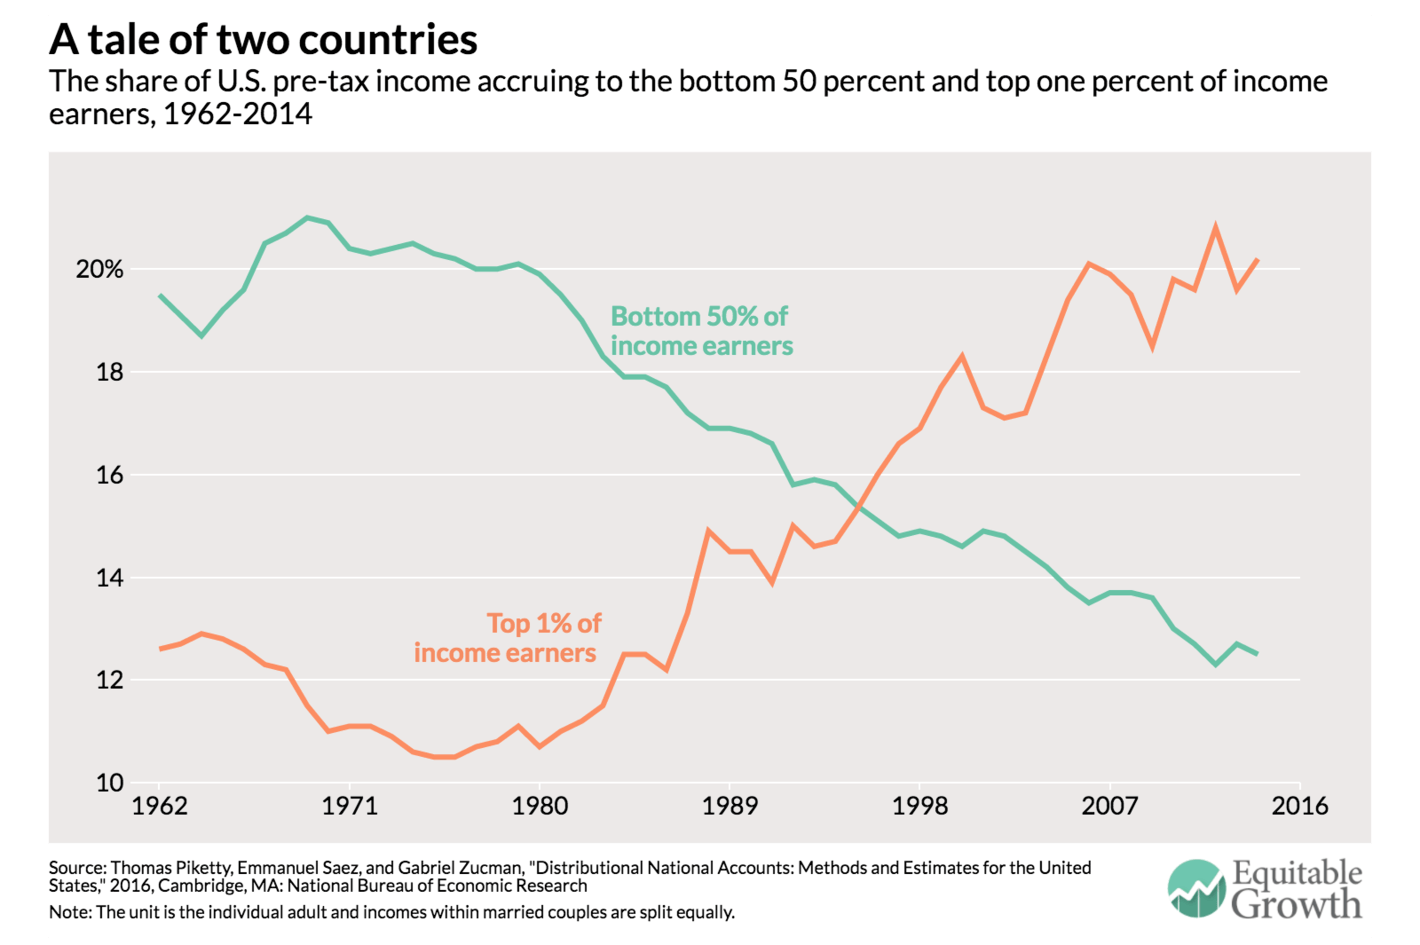 A tale of two countries
The share of U.S. pre-tax income accruing to the bottom 50 percent and top one percent of income
earners, 1962-2014
20%
18
16
14
12
10
Bottom 50% of
income earners
Top 1% of
income earners
1962 1971 1980 1989 1998 2007 2016
Source: Thomas Piketty, Emmanuel Saez, and Gabriel Zucman, "Distributional National Accounts: Methods and Estimates for the United
States," 2016, Cambridge, MA: National Bureau of Economic Research
Note: The unit is the individual adult and incomes within married couples are split equally.
Equitable
Growth